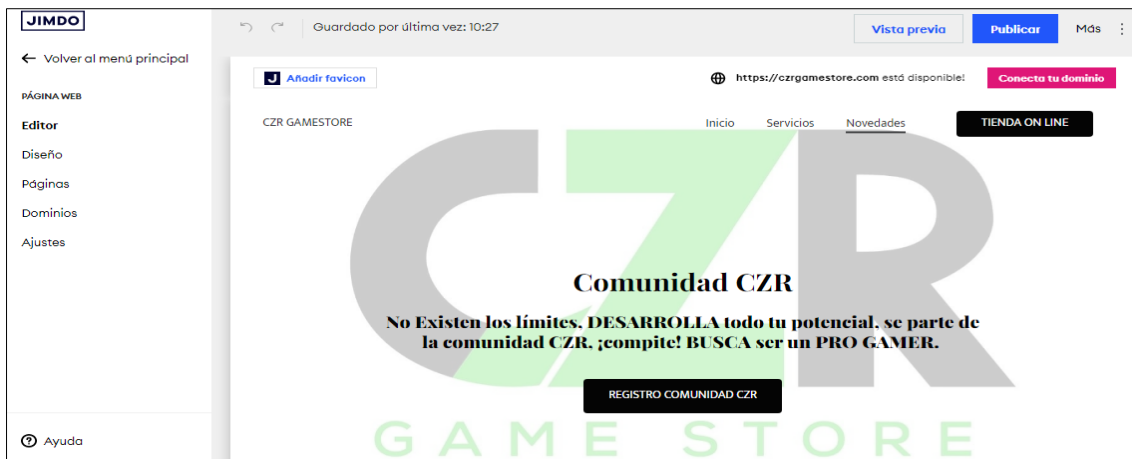 JIMDO
Guardado por última vez: 10:27
Vista previa
Publicar
Más
Volver al menú principal
PÁGINA WEB
Editor
Diseño
Páginas
Dominios
Ajustes
Ayuda
J Añadir favicon
https://czrgamestore.com está disponible!
Conecta tu dominio
CZR GAMESTORE
Inicio
Servicios
Novedades
TIENDA ON LINE
CZR
Comunidad CZR
No Existen los límites, DESARROLLA todo tu potencial, se parte de
la comunidad CZR, ¡compite! BUSCA ser un PRO GAMER.
REGISTRO COMUNIDAD CZR
GAME STORE